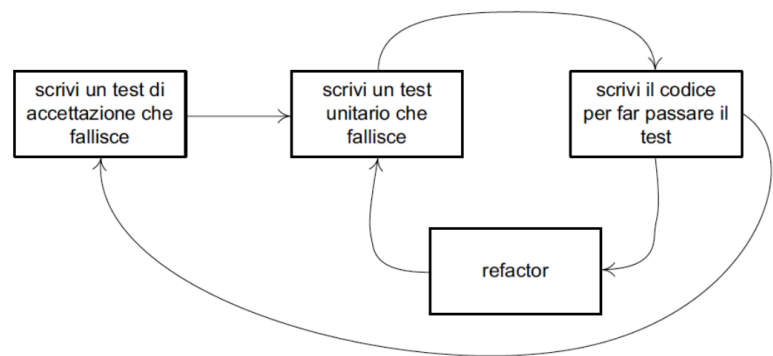 scrivi un test di
accettazione che
fallisce
scrivi un test
unitario che
fallisce
scrivi il codice
per far passare il
test
refactor